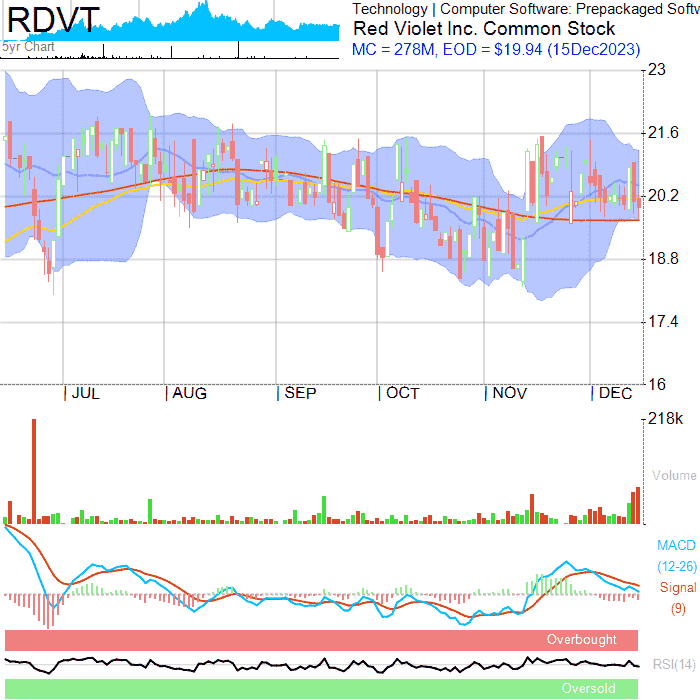 RDVT
5yr Chart
Technology | Computer Software: Prepackaged Softw
Red Violet Inc. Common Stock
MC = 278M, EOD = $19.94 (15Dec2023)
23
21.6
20.2
18.8
17.4
16
JUL AUG SEP OCT NOV DEC
218k
Volume
MACD
(12-26)
Signal
(9)
Overbought
RSI(14)
Oversold